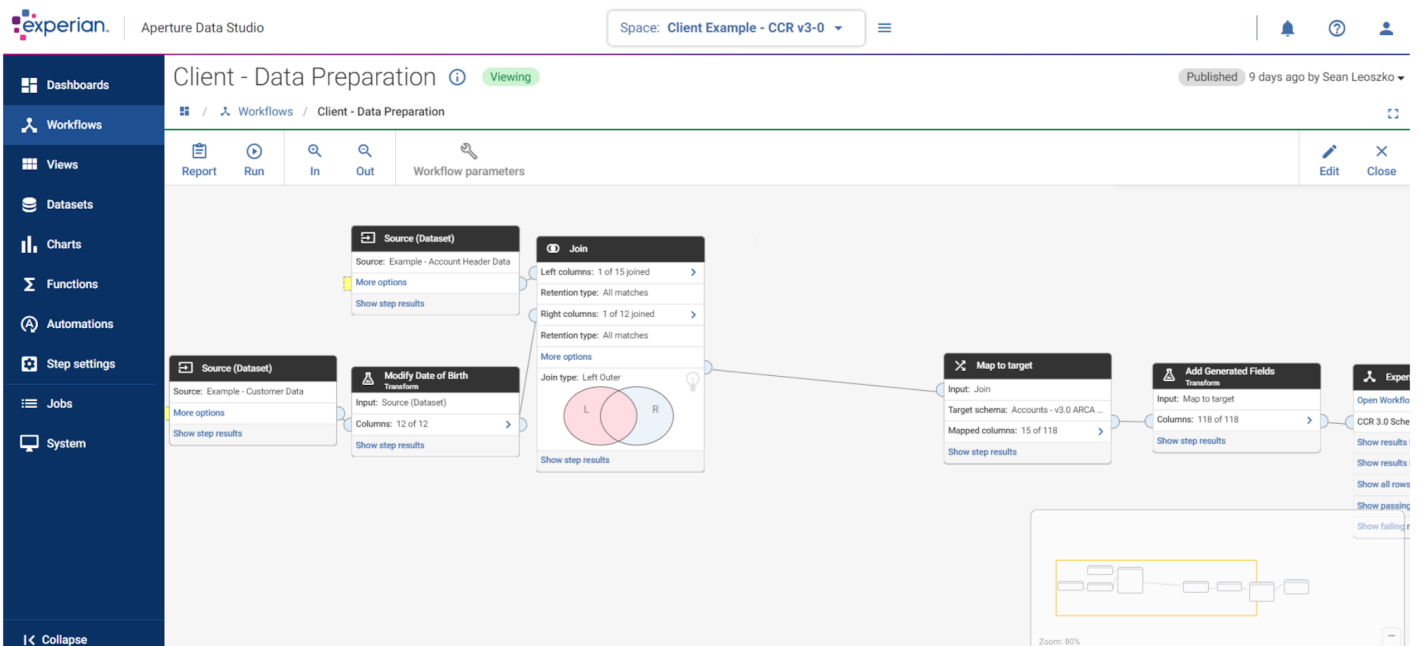 experian.
Aperture Data Studio
Space: Client Example - CCR v3-0
Dashboards
Workflows
Views
Datasets
Charts
Functions
Automations
Step settings
Jobs
System
Collapse
Client - Data Preparation
Viewing
Published 9 days ago by Sean Leoszko
/ Workflows / Client - Data Preparation
Report
Run
In
Out
Workflow parameters
Edit
Close
Source (Dataset)
Source: Example - Account Header Data
More options
Show step results
Source (Dataset)
Source: Example - Customer Data
More options
Show step results
Modify Date of Birth
Transform
Input: Source (Dataset)
Columns: 12 of 12
Show step results
Join
Left columns: 1 of 15 joined
Retention type: All matches
Right columns: 1 of 12 joined
Retention type: All matches
More options
Join type: Left Outer
L R
Show step results
Map to target
Input: Join
Target schema: Accounts - v3.0 ARCA ...
Mapped columns: 15 of 118
Show step results
Add Generated Fields
Transform
Input: Map to target
Columns: 118 of 118
Show step results
Experi
Open Workflo
CCR 3.0 Sche
Show results
Show results
Show all rows
Show passing
Show failing r
Zoom: 80%